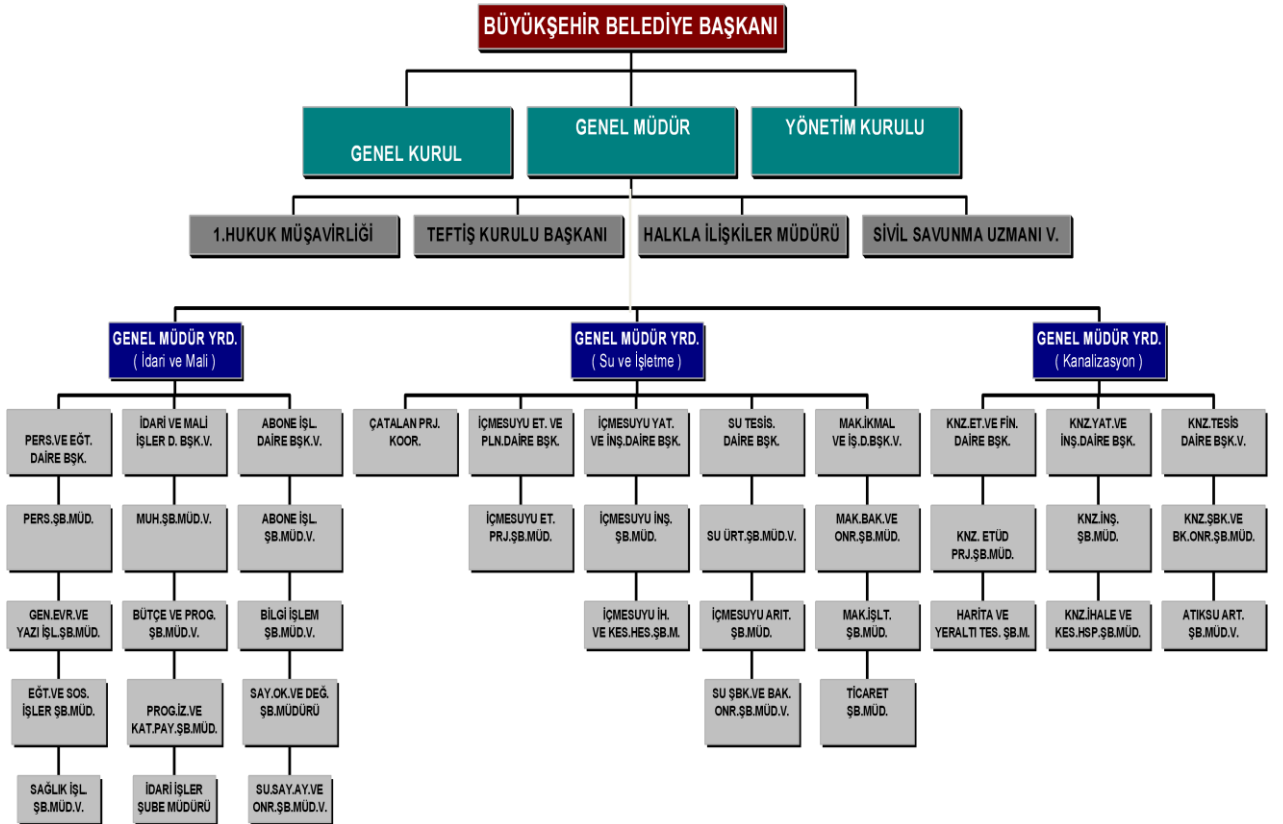 BÜYÜKŞEHİR BELEDİYE BAŞKANI
GENEL KURUL
GENEL MÜDÜR
YÖNETİM KURULU
1.HUKUK MÜŞAVİRLİĞİ
TEFTİŞ KURULU BAŞKANI
HALKLA İLİŞKİLER MÜDÜRÜ
SİVİL SAVUNMA UZMANI V.
GENEL MÜDÜR YRD.
( İdari ve Mali )
GENEL MÜDÜR YRD.
( Su ve İşletme )
GENEL MÜDÜR YRD.
( Kanalizasyon )
PERS.VE EĞT.
DAİRE BŞK.
İDARİ VE MALİ
İŞLER D. BŞK.V.
ABONE İŞL.
DAİRE BŞK.V.
ÇATALAN PRJ.
KOOR.
İÇMESUYU ET. VE
PLN.DAİRE BŞK.
İÇMESUYU YAT.
VE İNŞ.DAİRE BŞK.
SU TESİS.
DAİRE BŞK.
MAK.İKMAL
VE İŞ.D.BŞK.V.
KNZ.ET.VE FİN.
DAİRE BŞK.
KNZ.YAT.VE
İNŞ.DAİRE BŞK.
KNZ.TESİS
DAİRE BŞK.V.
PERS.ŞB.MÜD.
MUH.ŞB.MÜD.V.
ABONE İŞL.
ŞB.MÜD.V.
İÇMESUYU ET.
PRJ.ŞB.MÜD.
İÇMESUYU İNŞ.
ŞB.MÜD.
SU ÜRT.ŞB.MÜD.V.
MAK.BAK.VE
ONR.ŞB.MÜD.
KNZ. ETÜD
PRJ.ŞB.MÜD.
KNZ.İNŞ.
ŞB.MÜD.
KNZ.ŞBK.VE
BK.ONR.ŞB.MÜD.
GEN.EVR.VE
YAZI İŞL.ŞB.MÜD.
BÜTÇE VE PROG.
ŞB.MÜD.V.
BİLGİ İŞLEM
ŞB.MÜD.V.
İÇMESUYU İH.
VE KES.HES.ŞB.M.
İÇMESUYU ARIT.
ŞB.MÜD.
MAK.İŞLT.
ŞB.MÜD.
HARİTA VE
YERALTI TES. ŞB.M.
KNZ.İHALE VE
KES.HSP.ŞB.MÜD.
ATIKSU ART.
ŞB.MÜD.V.
EĞT.VE SOS.
İŞLER ŞB.MÜD.
PROG.İZ.VE
KAT.PAY.ŞB.MÜD.
SAY.OK.VE DEĞ.
ŞB.MÜDÜRÜ
SU ŞBK.VE BAK.
ONR.ŞB.MÜD.V.
TİCARET
ŞB.MÜD.
SAĞLIK İŞL.
ŞB.MÜD.V.
İDARİ İŞLER
ŞUBE MÜDÜRÜ
SU.SAY.AY.VE
ONR.ŞB.MÜD.V.